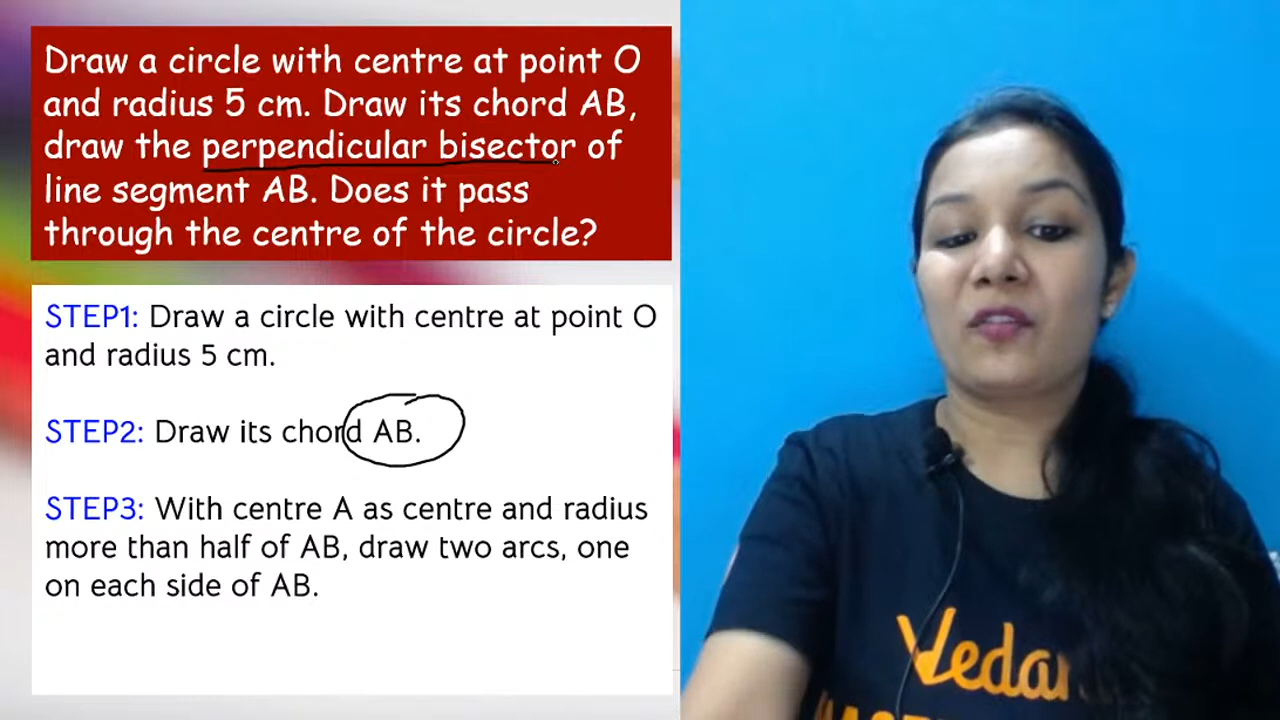 Draw a circle with centre at point O
and radius 5 cm. Draw its chord AB,
draw the perpendicular bisector of
line segment AB. Does it pass
through the centre of the circle?
STEP1: Draw a circle with centre at point O
and radius 5 cm.
STEP2: Draw its chord AB.
STEP3: With centre A as centre and radius
more than half of AB, draw two arcs, one
on each side of AB.